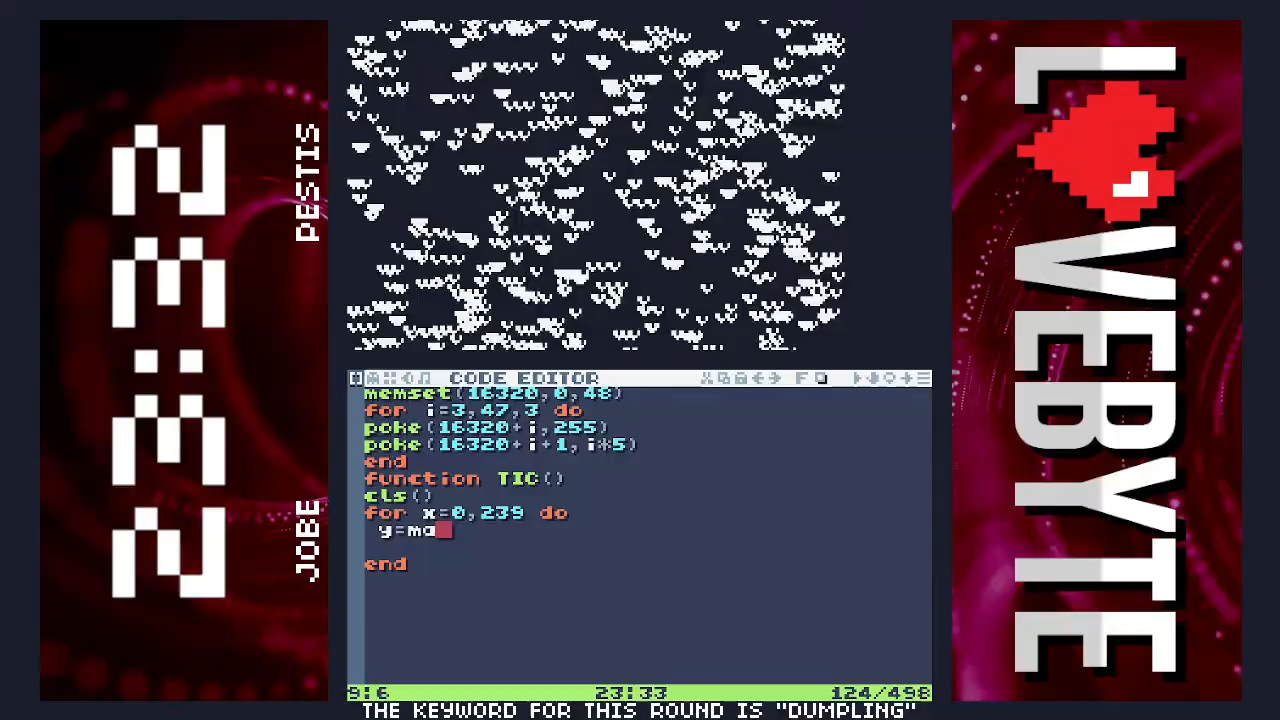 23:32
PESTIS
JOBE
CODE EDITOR
memset(16320,0,48)
for i=3,47,3 do
poke(16320+i,255)
poke(16320+i+1,i*5)
end
function TIC()
cls()
for x=0,239 do
y=ma
end
9:6 23:33 124/498
THE KEYWORD FOR THIS ROUND IS "DUMPLING"
L VEBYTE